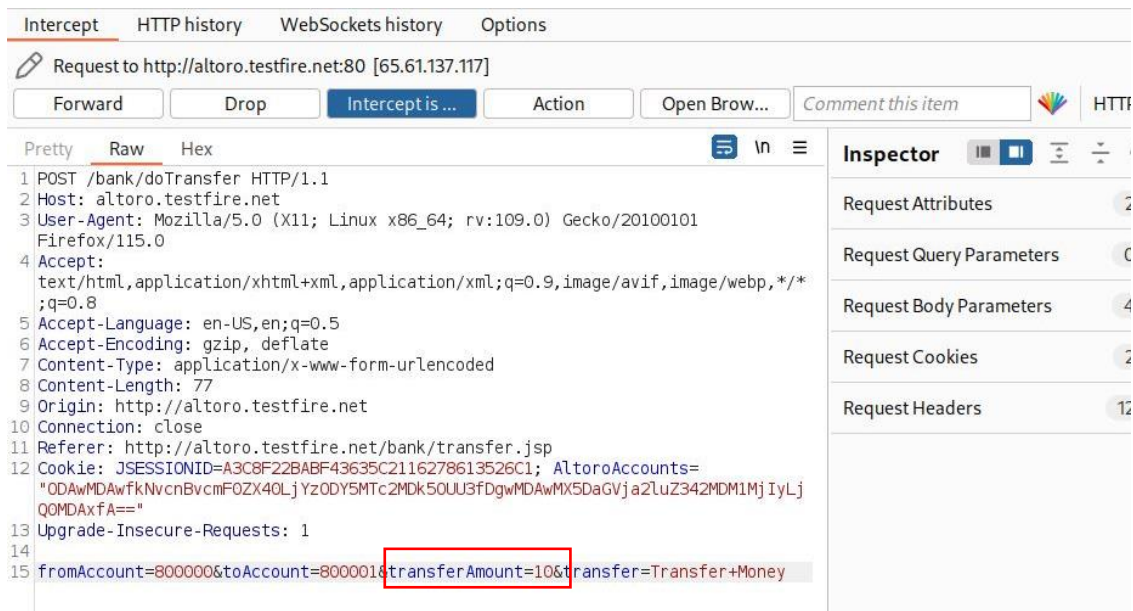 Intercept HTTP history WebSockets history Options
Request to http://altoro.testfire.net:80 [65.61.137.117]
Forward Drop Intercept is ... Action Open Brow... Comment this item HTTP
Pretty Raw Hex \n
Inspector
1 POST /bank/doTransfer HTTP/1.1
2 Host: altoro.testfire.net
3 User-Agent: Mozilla/5.0 (X11; Linux x86_64; rv:109.0) Gecko/20100101
Firefox/115.0
4 Accept:
text/html,application/xhtml+xml,application/xml;q=0.9,image/avif,image/webp,*/*
;q=0.8
5 Accept-Language: en-US,en;q=0.5
6 Accept-Encoding: gzip, deflate
7 Content-Type: application/x-www-form-urlencoded
8 Content-Length: 77
9 Origin: http://altoro.testfire.net
10 Connection: close
11 Referer: http://altoro.testfire.net/bank/transfer.jsp
12 Cookie: JSESSIONID=A3C8F22BABF43635C2116278613526C1; AltoroAccounts=
"ODAwMDAwfkNvcnBvcmF0ZX40LjYzODY5MTc2MDk5OUU3fDgwMDAwMX5DaGVja2luZ342MDM1MjIyLj
Q0MDAxfA=="
13 Upgrade-Insecure-Requests: 1
14
15 fromAccount=800000&toAccount=800001&transferAmount=10&transfer=Transfer+Money
Request Attributes 2
Request Query Parameters 0
Request Body Parameters 4
Request Cookies 2
Request Headers 12